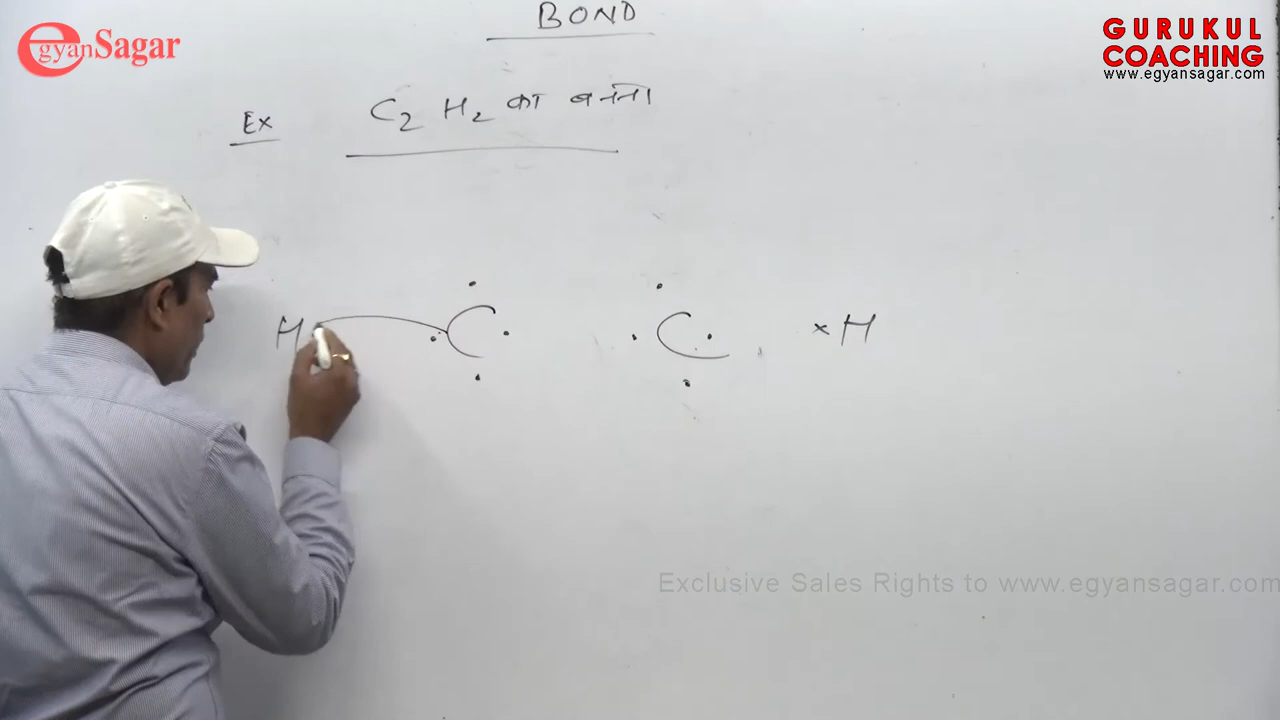 egyanSagar
GURUKUL
COACHING
www.egyansagar.com
BOND
Ex C2 H2 का बनना
H C C × H
Exclusive Sales Rights to www.egyansagar.com